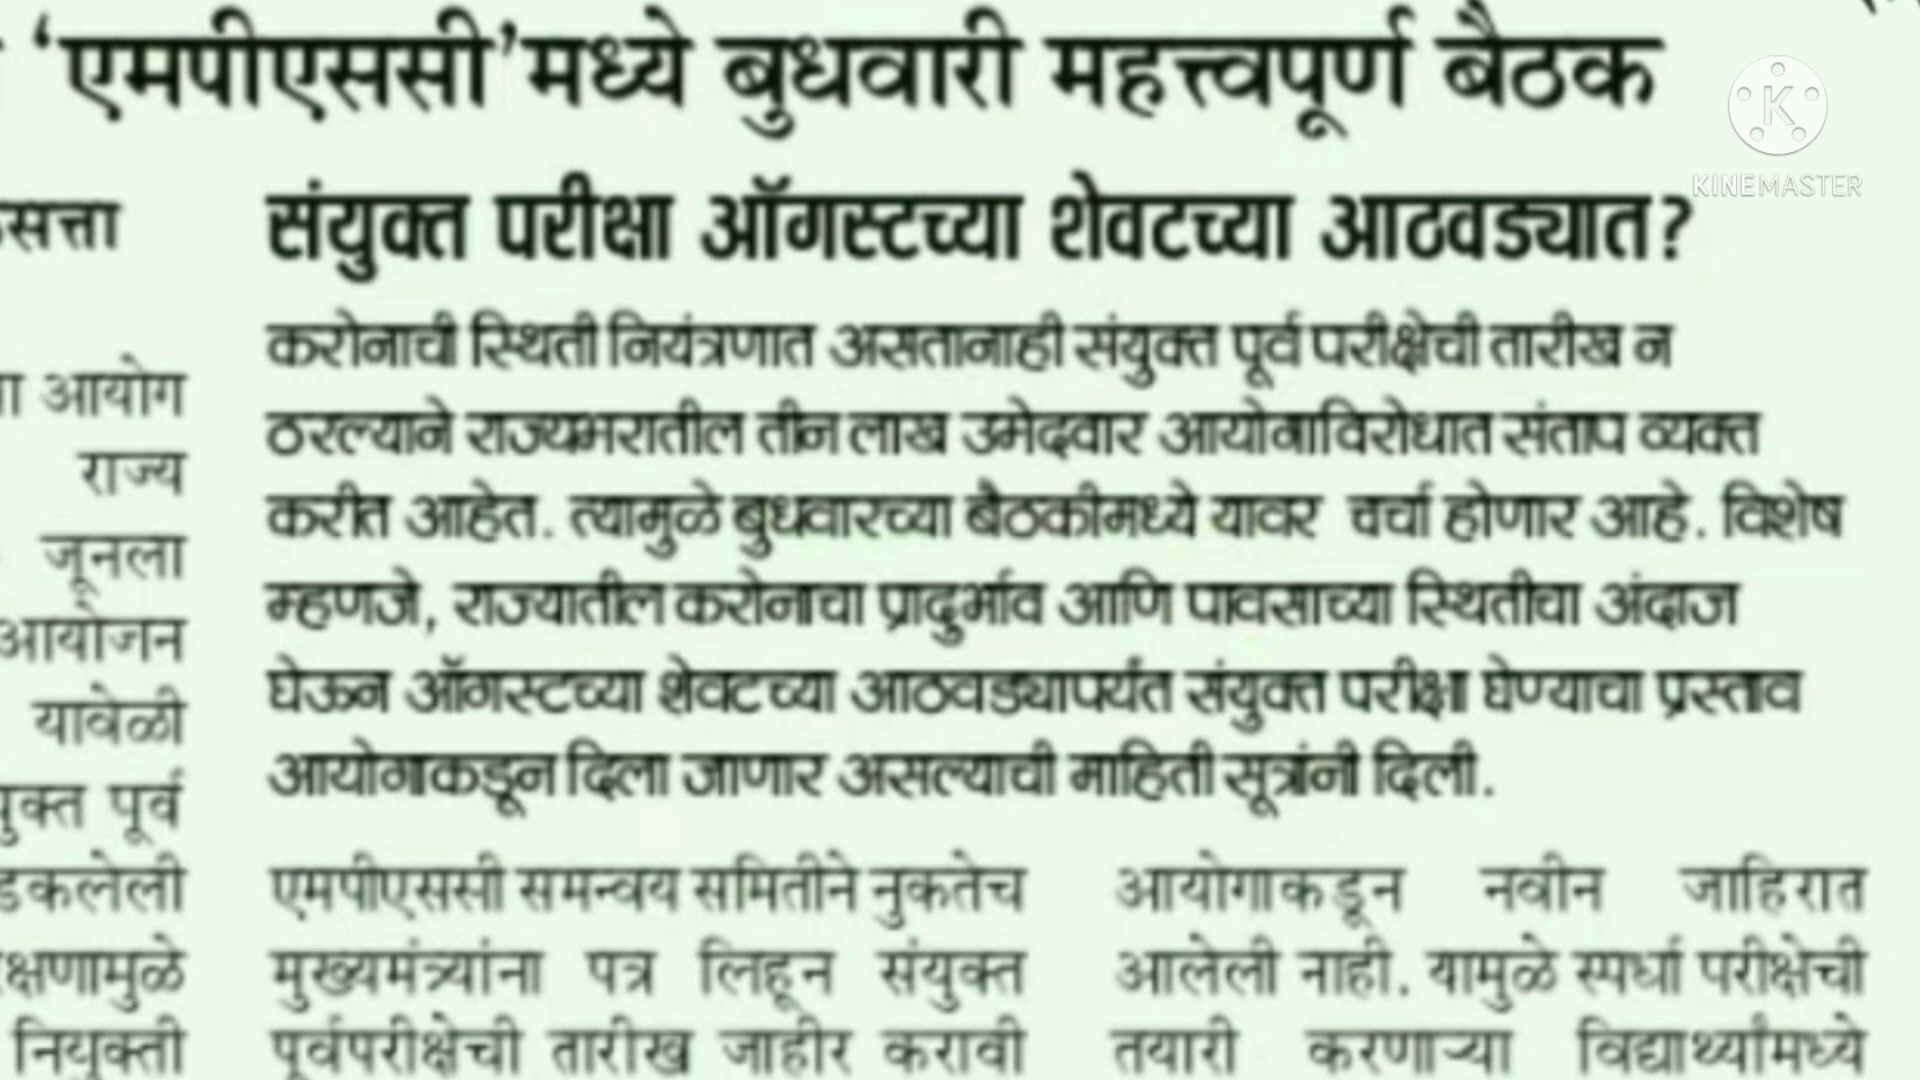 ‘एमपीएससी’मध्ये बुधवारी महत्त्वपूर्ण बैठक
KINEMASTER
संयुक्त परीक्षा ऑगस्टच्या शेवटच्या आठवड्यात?
करोनाची स्थिती नियंत्रणात असतानाही संयुक्त पूर्व परीक्षेची तारीख न
ठरल्याने राज्यभरातील तीन लाख उमेदवार आयोगाविरोधात संताप व्यक्त
करीत आहेत. त्यामुळे बुधवारच्या बैठकीमध्ये यावर चर्चा होणार आहे. विशेष
म्हणजे, राज्यातील करोनाचा प्रादुर्भाव आणि पावसाच्या स्थितीचा अंदाज
घेऊन ऑगस्टच्या शेवटच्या आठवड्यापर्यंत संयुक्त परीक्षा घेण्याचा प्रस्ताव
आयोगाकडून दिला जाणार असल्याची माहिती सूत्रांनी दिली.
आयोग
राज्य
जूनला
आयोजन
यावेळी
पूर्व
नियुक्ती
एमपीएससी समन्वय समितीने नुकतेच
मुख्यमंत्र्यांना पत्र लिहून संयुक्त
पूर्वपरीक्षेची तारीख जाहीर करावी
आयोगाकडून नवीन जाहिरात
आलेली नाही. यामुळे स्पर्धा परीक्षेची
तयारी करणाऱ्या विद्यार्थ्यांमध्ये